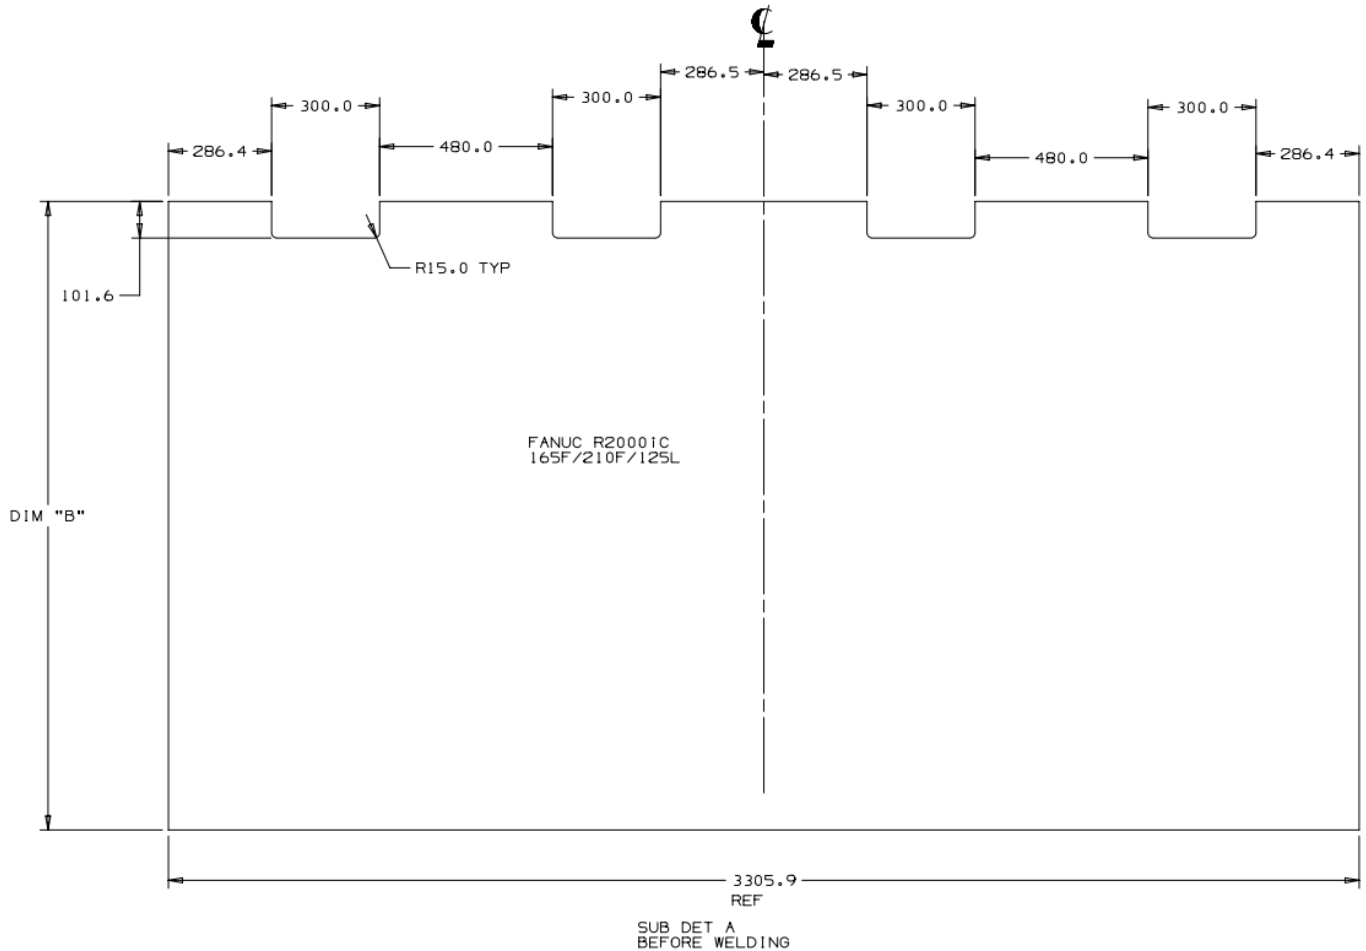 286.5
286.5
300.0
300.0
300.0
300.0
480.0
286.4
480.0
286.4
R15.0 TYP
101.6
FANUC R2000iC
165F/210F/125L
DIM "B"
3305.9
REF
SUB DET A
BEFORE WELDING